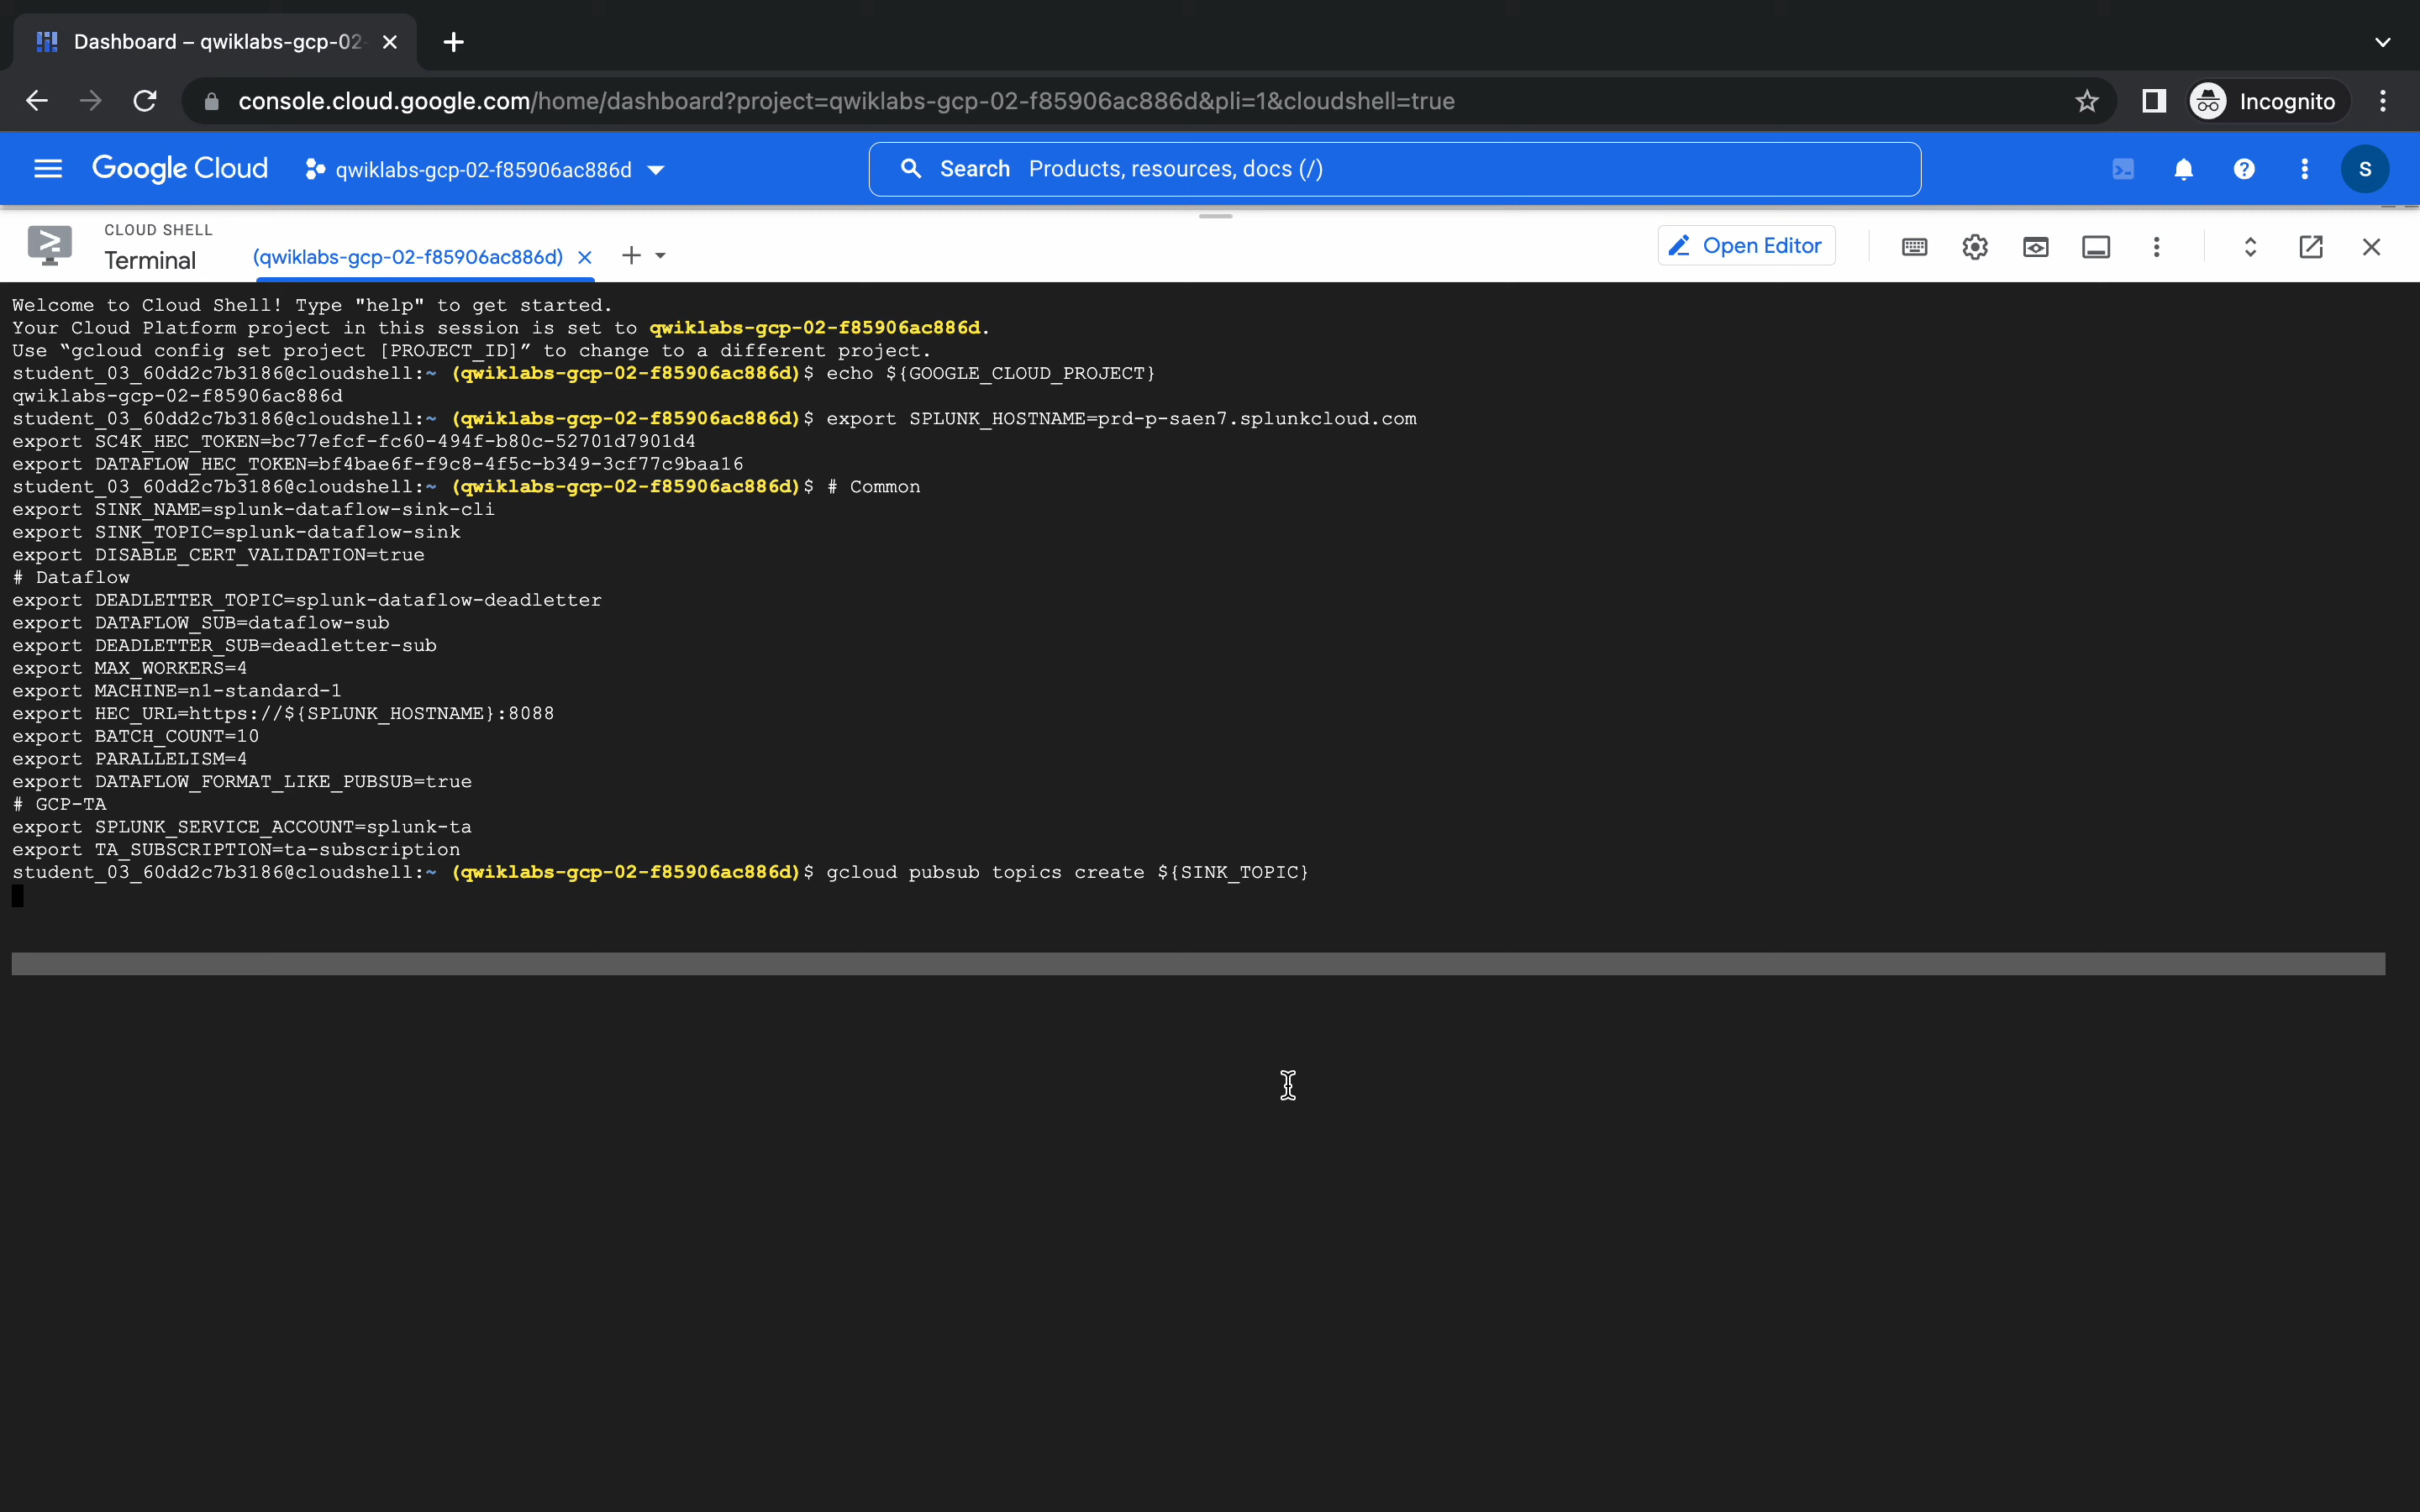 Dashboard – qwiklabs-gcp-02
console.cloud.google.com/home/dashboard?project=qwiklabs-gcp-02-f85906ac886d&pli=1&cloudshell=true
Incognito
Google Cloud
qwiklabs-gcp-02-f85906ac886d
Search Products, resources, docs (/)
S
CLOUD SHELL
Terminal
(qwiklabs-gcp-02-f85906ac886d)
Open Editor
Welcome to Cloud Shell! Type "help" to get started.
Your Cloud Platform project in this session is set to qwiklabs-gcp-02-f85906ac886d.
Use “gcloud config set project [PROJECT_ID]” to change to a different project.
student_03_60dd2c7b3186@cloudshell:~ (qwiklabs-gcp-02-f85906ac886d)$ echo ${GOOGLE_CLOUD_PROJECT}
qwiklabs-gcp-02-f85906ac886d
student_03_60dd2c7b3186@cloudshell:~ (qwiklabs-gcp-02-f85906ac886d)$ export SPLUNK_HOSTNAME=prd-p-saen7.splunkcloud.com
export SC4K_HEC_TOKEN=bc77efcf-fc60-494f-b80c-52701d7901d4
export DATAFLOW_HEC_TOKEN=bf4bae6f-f9c8-4f5c-b349-3cf77c9baa16
student_03_60dd2c7b3186@cloudshell:~ (qwiklabs-gcp-02-f85906ac886d)$ # Common
export SINK_NAME=splunk-dataflow-sink-cli
export SINK_TOPIC=splunk-dataflow-sink
export DISABLE_CERT_VALIDATION=true
# Dataflow
export DEADLETTER_TOPIC=splunk-dataflow-deadletter
export DATAFLOW_SUB=dataflow-sub
export DEADLETTER_SUB=deadletter-sub
export MAX_WORKERS=4
export MACHINE=n1-standard-1
export HEC_URL=https://${SPLUNK_HOSTNAME}:8088
export BATCH_COUNT=10
export PARALLELISM=4
export DATAFLOW_FORMAT_LIKE_PUBSUB=true
# GCP-TA
export SPLUNK_SERVICE_ACCOUNT=splunk-ta
export TA_SUBSCRIPTION=ta-subscription
student_03_60dd2c7b3186@cloudshell:~ (qwiklabs-gcp-02-f85906ac886d)$ gcloud pubsub topics create ${SINK_TOPIC}